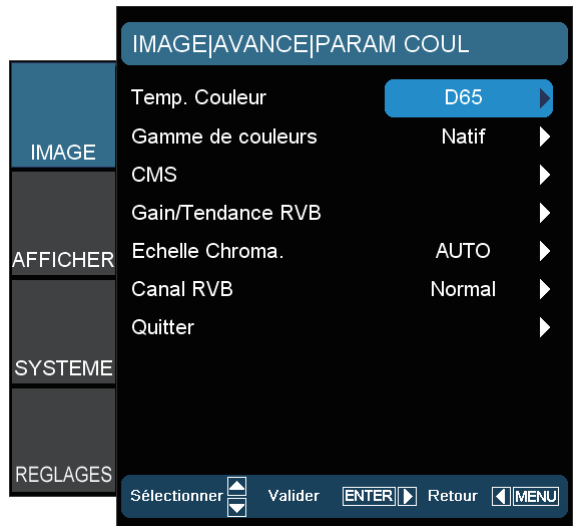 IMAGE|AVANCE|PARAM COUL
IMAGE
AFFICHER
SYSTEME
REGLAGES
Temp. Couleur D65
Gamme de couleurs Natif
CMS
Gain/Tendance RVB
Echelle Chroma. AUTO
Canal RVB Normal
Quitter
Sélectionner Valider ENTER Retour MENU